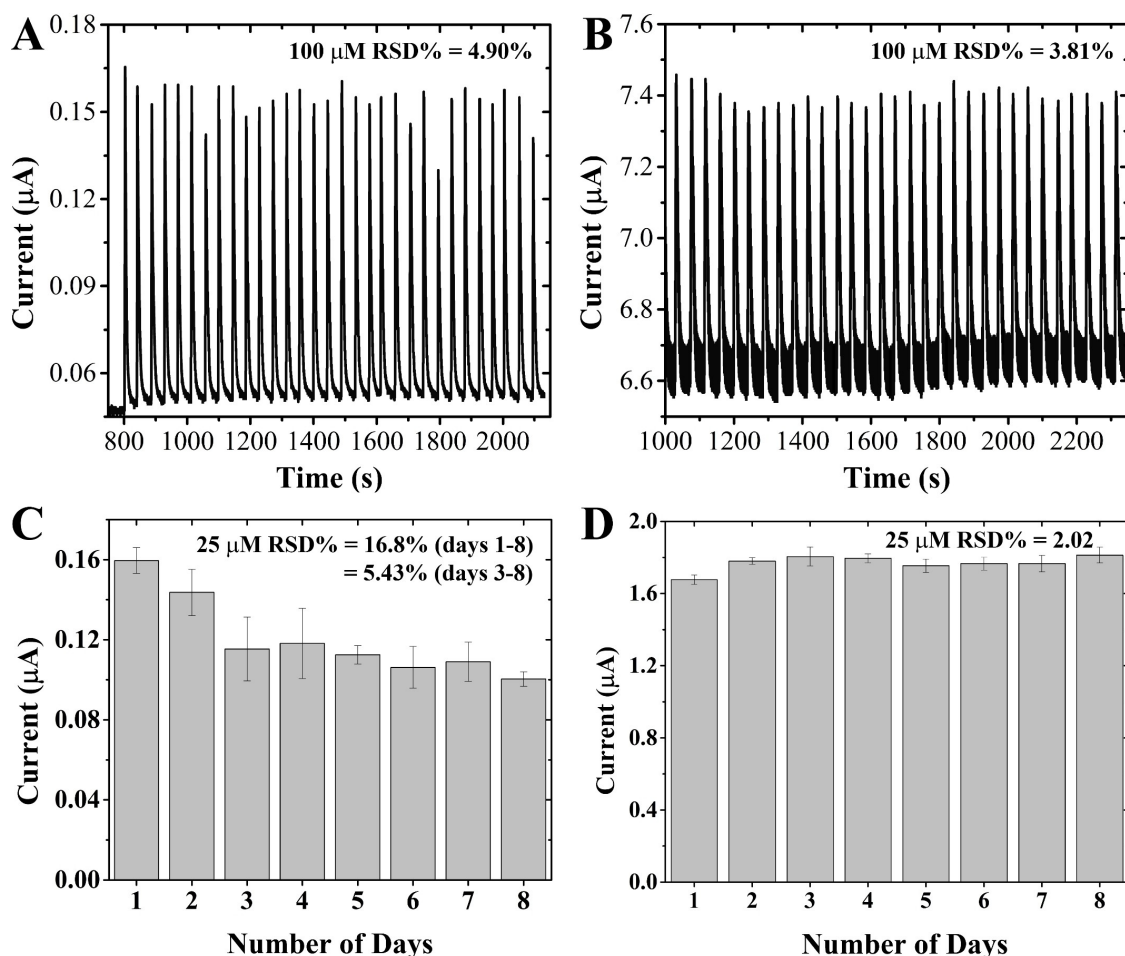 A
100 μM RSD% = 4.90%
0.18
0.15
0.12
0.09
0.06
Current (μA)
800 1000 1200 1400 1600 1800 2000
Time (s)
B
100 μM RSD% = 3.81%
7.6
7.4
7.2
7.0
6.8
6.6
Current (μA)
1000 1200 1400 1600 1800 2000 2200
Time (s)
C
25 μM RSD% = 16.8% (days 1-8)
= 5.43% (days 3-8)
0.16
0.12
0.08
0.04
0.00
Current (μA)
1 2 3 4 5 6 7 8
Number of Days
D
25 μM RSD% = 2.02
2.0
1.6
1.2
0.8
0.4
0.0
Current (μA)
1 2 3 4 5 6 7 8
Number of Days